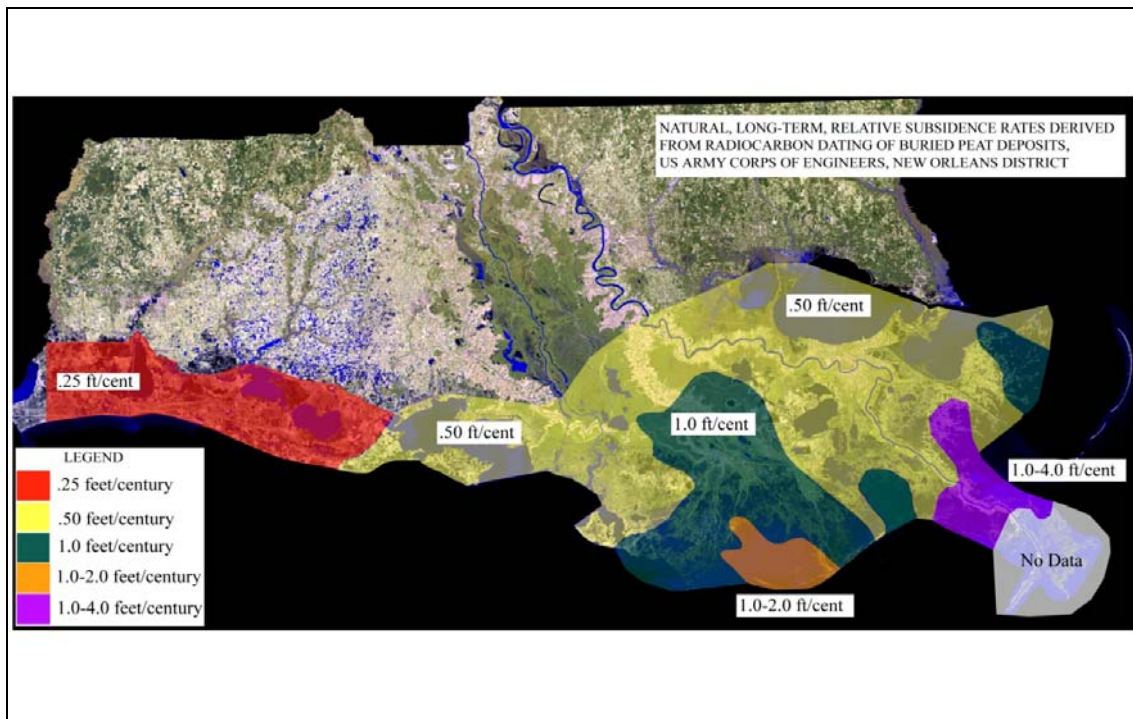 NATURAL, LONG-TERM, RELATIVE SUBSIDENCE RATES DERIVED
FROM RADIOCARBON DATING OF BURIED PEAT DEPOSITS,
US ARMY CORPS OF ENGINEERS, NEW ORLEANS DISTRICT
.50 ft/cent
.25 ft/cent
.50 ft/cent
1.0 ft/cent
1.0-4.0 ft/cent
No Data
1.0-2.0 ft/cent
LEGEND
.25 feet/century
.50 feet/century
1.0 feet/century
1.0-2.0 feet/century
1.0-4.0 feet/century